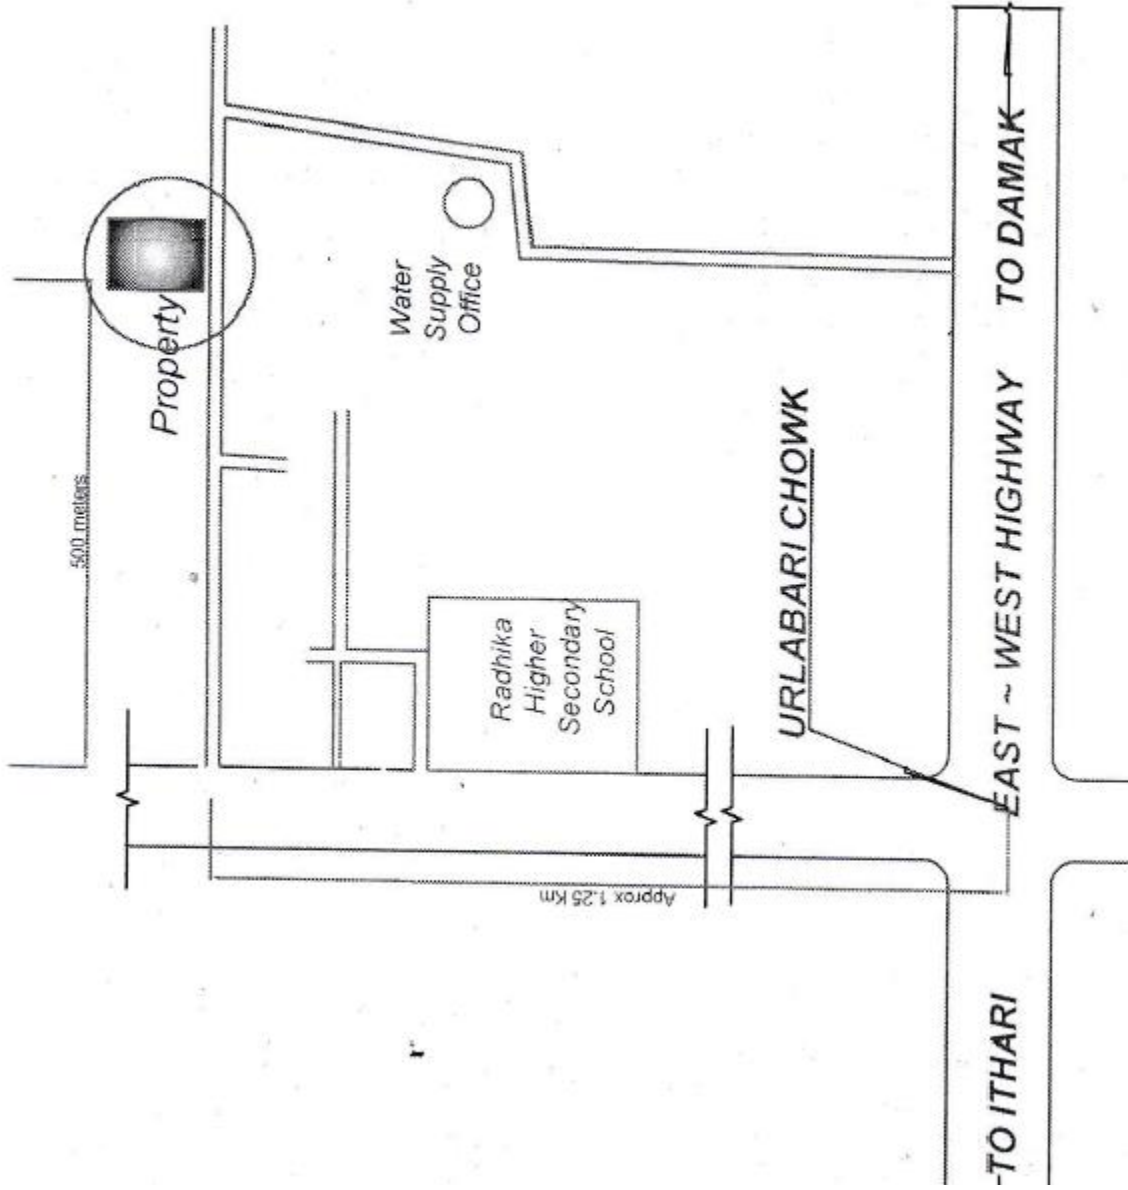 500 meters
Property
Water
Supply
Office
Radhika
Higher
Secondary
School
URLABARI CHOWK
EAST ~ WEST HIGHWAY
TO DAMAK
Approx 1.25 Km
TO ITHARI